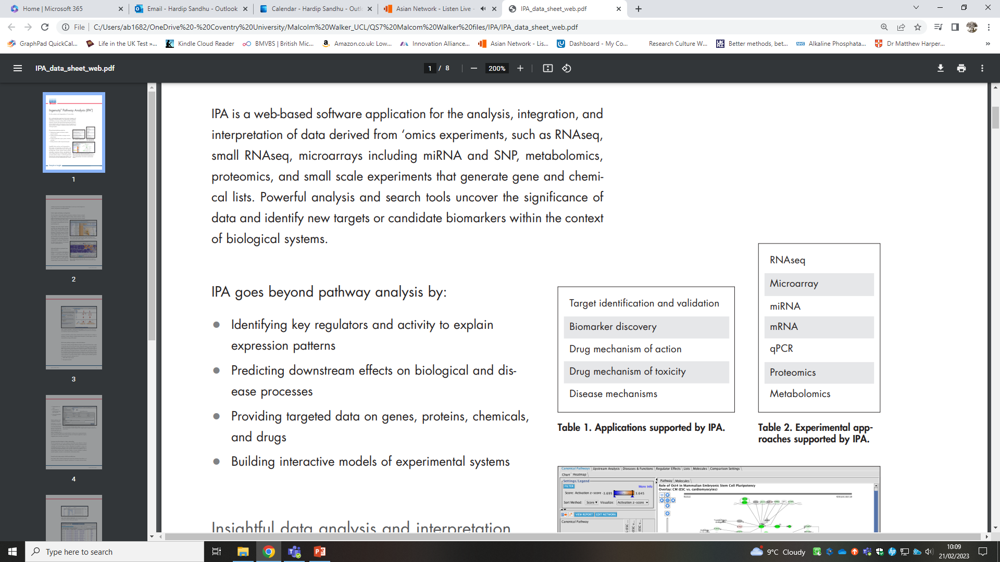 Home | Microsoft 365
Email - Hardip Sandhu - Outlook
Calendar - Hardip Sandhu - Outl
Asian Network - Listen Live -
IPA_data_sheet_web.pdf
File
C:/Users/ab1682/OneDrive%20-%20Coventry%20University/Malcolm%20Walker_UCL/QS7%20Malcom%20Walker%20files/IPA/IPA_data_sheet_web.pdf
GraphPad QuickCal...
Life in the UK Test »...
Kindle Cloud Reader
BMVBS | British Mic...
Amazon.co.uk: Low...
Innovation Alliance...
Asian Network - Lis...
Dashboard - My Co...
Research Culture W...
Better methods, bet...
Alkaline Phosphata...
Dr Matthew Harper...
»
IPA_data_sheet_web.pdf
1 / 8
200%
Ingenuity® Pathway Analysis (IPA®)
1
2
3
4
IPA is a web-based software application for the analysis, integration, and
interpretation of data derived from ‘omics experiments, such as RNAseq,
small RNAseq, microarrays including miRNA and SNP, metabolomics,
proteomics, and small scale experiments that generate gene and chemi-
cal lists. Powerful analysis and search tools uncover the significance of
data and identify new targets or candidate biomarkers within the context
of biological systems.
IPA goes beyond pathway analysis by:
Identifying key regulators and activity to explain
expression patterns
Predicting downstream effects on biological and dis-
ease processes
Providing targeted data on genes, proteins, chemicals,
and drugs
Building interactive models of experimental systems
Insightful data analysis and interpretation
Target identification and validation
Biomarker discovery
Drug mechanism of action
Drug mechanism of toxicity
Disease mechanisms
Table 1. Applications supported by IPA.
RNAseq
Microarray
miRNA
mRNA
qPCR
Proteomics
Metabolomics
Table 2. Experimental app-
roaches supported by IPA.
Canonical Pathways \ Upstream Analysis \ Diseases & Functions \ Regulator Effects \ Lists \ Molecules \ Comparison Settings \
Chart Heatmap
Settings/Legend
FILTER
More Info
Score: Activation z-score -3.695 3.645
Sort Method: Score Visualize: Activation z-score
VIEW REPORT EDIT NETWORK
Canonical Pathway
Pathway \ Molecules \
Role of Oct4 in Mammalian Embryonic Stem Cell Pluripotency
Overlay: CM (ESC vs. cardiomyocytes)
Type here to search
9°C Cloudy
10:09
21/02/2023